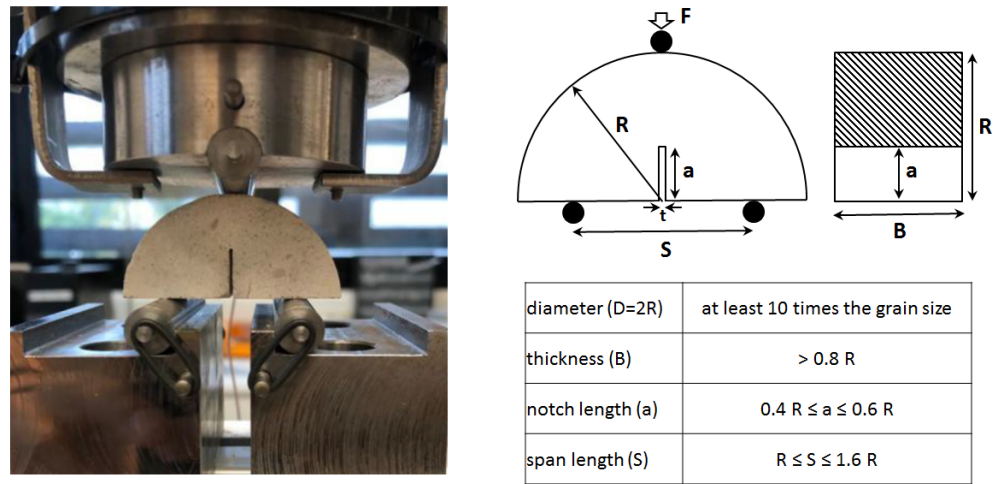 F
R
a
t
S
R
a
B
diameter (D=2R) at least 10 times the grain size
thickness (B) > 0.8 R
notch length (a) 0.4 R ≤ a ≤ 0.6 R
span length (S) R ≤ S ≤ 1.6 R